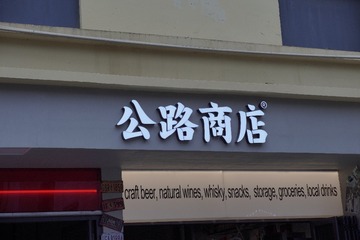 公路商店®
craft beer, natural wines, whisky, snacks, storage, groceries, local drinks